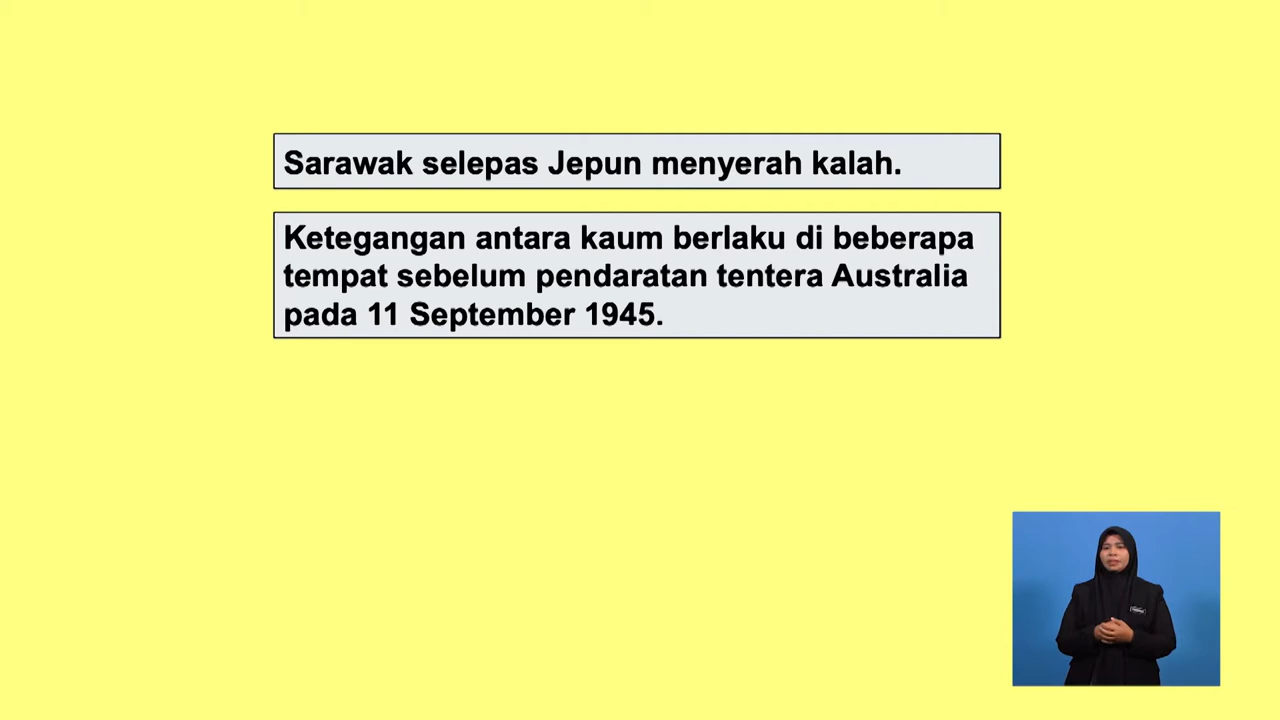 Sarawak selepas Jepun menyerah kalah.
Ketegangan antara kaum berlaku di beberapa
tempat sebelum pendaratan tentera Australia
pada 11 September 1945.